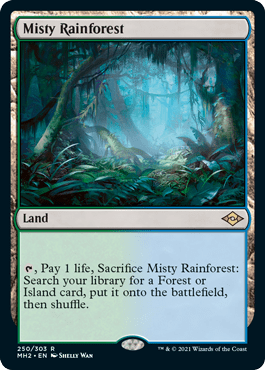 Misty Rainforest
Land
, Pay 1 life, Sacrifice Misty Rainforest:
Search your library for a Forest or
Island card, put it onto the battlefield,
then shuffle.
250/303 R
MH2 • EN SHELLY WAN
™ & © 2021 Wizards of the Coast